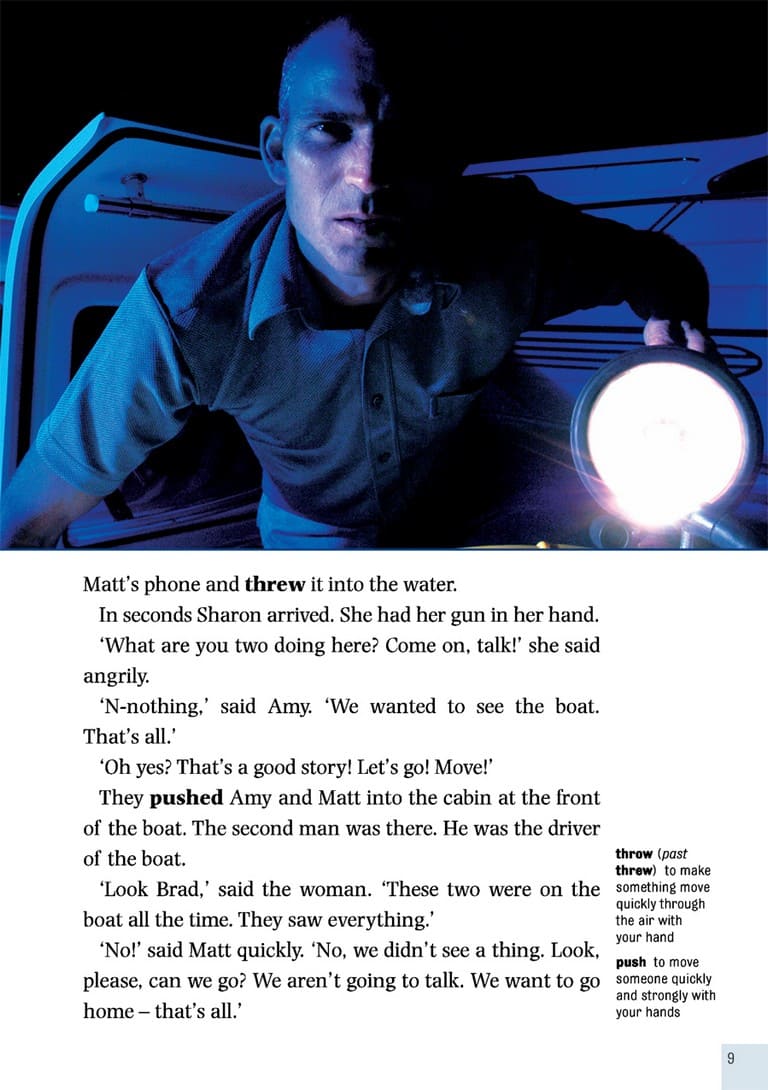 Matt’s phone and threw it into the water.
In seconds Sharon arrived. She had her gun in her hand.
‘What are you two doing here? Come on, talk!’ she said
angrily.
‘N-nothing,’ said Amy. ‘We wanted to see the boat.
That’s all.’
‘Oh yes? That’s a good story! Let’s go! Move!’
They pushed Amy and Matt into the cabin at the front
of the boat. The second man was there. He was the driver
of the boat.
‘Look Brad,’ said the woman. ‘These two were on the
boat all the time. They saw everything.’
‘No!’ said Matt quickly. ‘No, we didn’t see a thing. Look,
please, can we go? We aren’t going to talk. We want to go
home – that’s all.’
throw (past
threw) to make
something move
quickly through
the air with
your hand
push to move
someone quickly
and strongly with
your hands
9